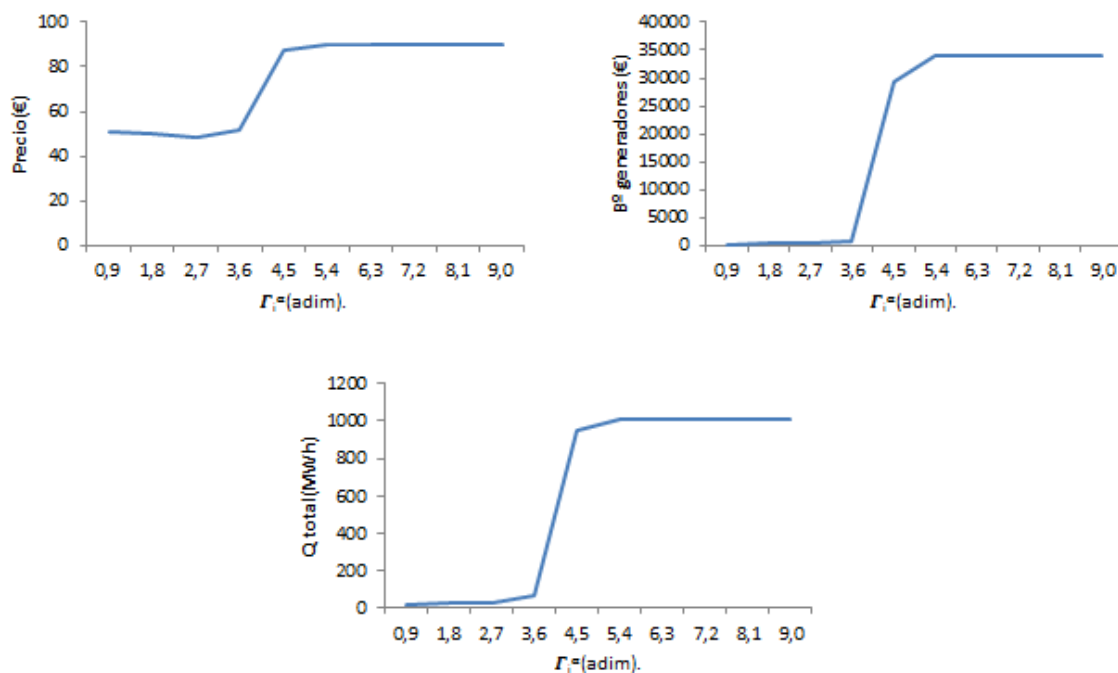 Precio(€)
100
80
60
40
20
0
0,9 1,8 2,7 3,6 4,5 5,4 6,3 7,2 8,1 9,0
Γᵢᵅ(adim).
Bº generadores (€)
40000
35000
30000
25000
20000
15000
10000
5000
0
0,9 1,8 2,7 3,6 4,5 5,4 6,3 7,2 8,1 9,0
Γᵢᵅ(adim).
Q total(MWh)
1200
1000
800
600
400
200
0
0,9 1,8 2,7 3,6 4,5 5,4 6,3 7,2 8,1 9,0
Γᵢᵅ(adim).